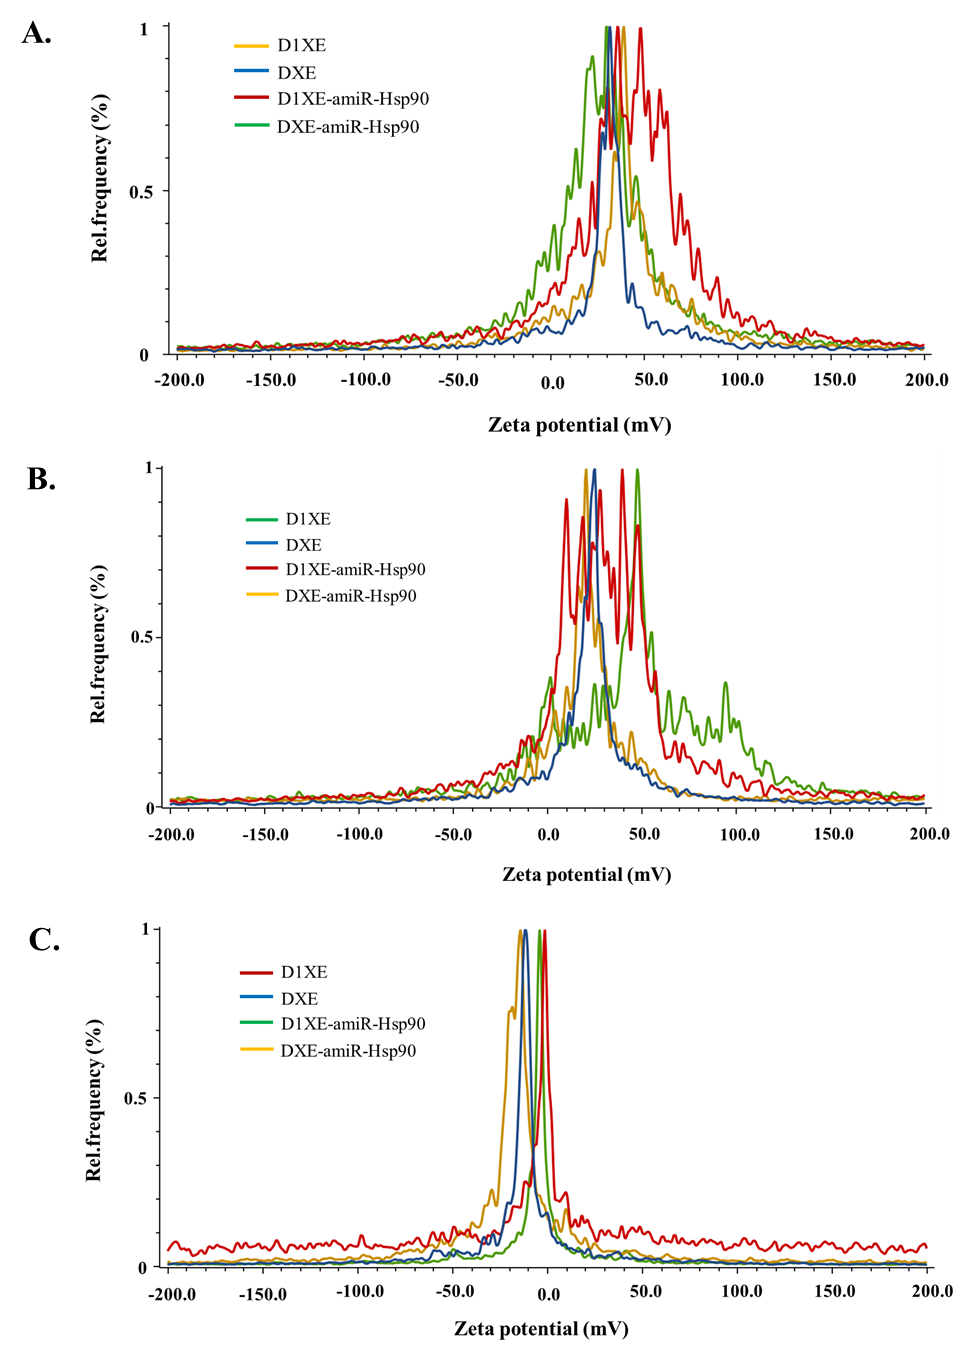 A.
1
D1XE
DXE
D1XE-amiR-Hsp90
DXE-amiR-Hsp90
Rel.frequency (%)
0.5
0
-200.0 -150.0 -100.0 -50.0 0.0 50.0 100.0 150.0 200.0
Zeta potential (mV)
B.
1
D1XE
DXE
D1XE-amiR-Hsp90
DXE-amiR-Hsp90
Rel.frequency (%)
0.5
0
-200.0 -150.0 -100.0 -50.0 0.0 50.0 100.0 150.0 200.0
Zeta potential (mV)
C.
1
D1XE
DXE
D1XE-amiR-Hsp90
DXE-amiR-Hsp90
Rel.frequency (%)
0.5
0
-200.0 -150.0 -100.0 -50.0 0.0 50.0 100.0 150.0 200.0
Zeta potential (mV)